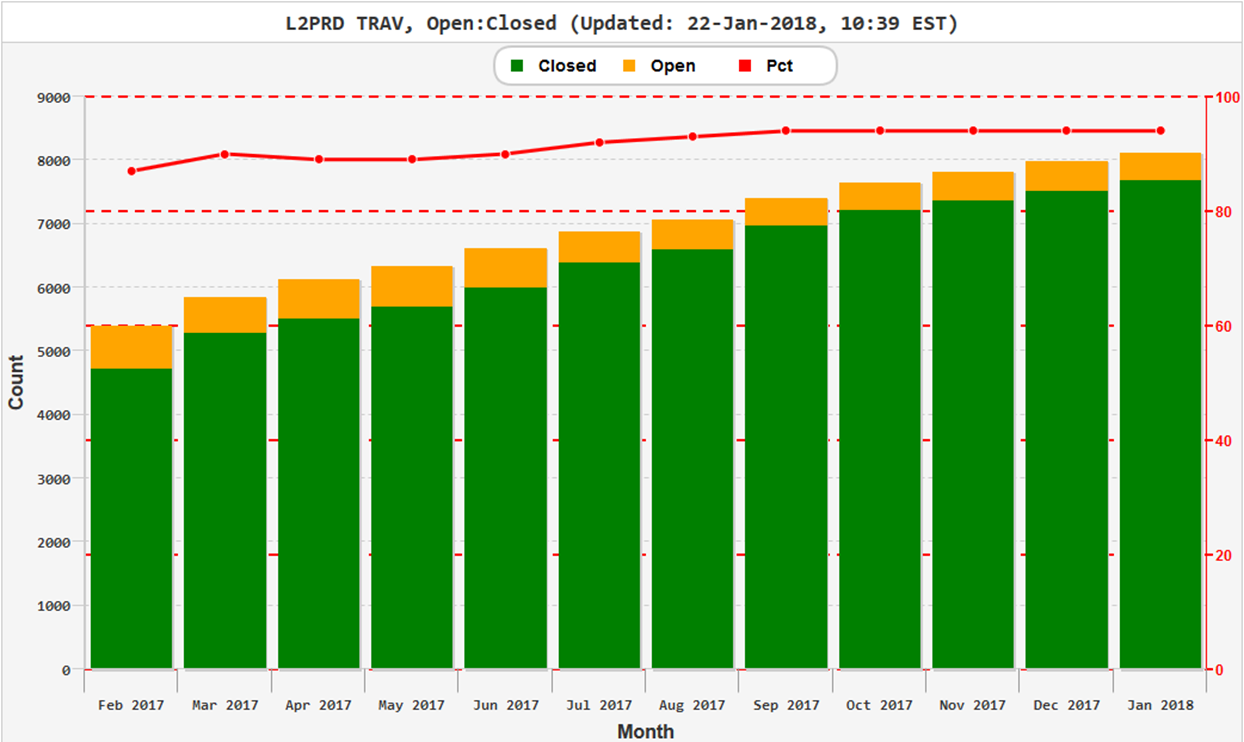 L2PRD TRAV, Open:Closed (Updated: 22-Jan-2018, 10:39 EST)
Closed Open Pct
9000 100
8000
7000 80
6000
5000 60
4000 40
3000
2000 20
1000
0 0
Count
Feb 2017 Mar 2017 Apr 2017 May 2017 Jun 2017 Jul 2017 Aug 2017 Sep 2017 Oct 2017 Nov 2017 Dec 2017 Jan 2018
Month